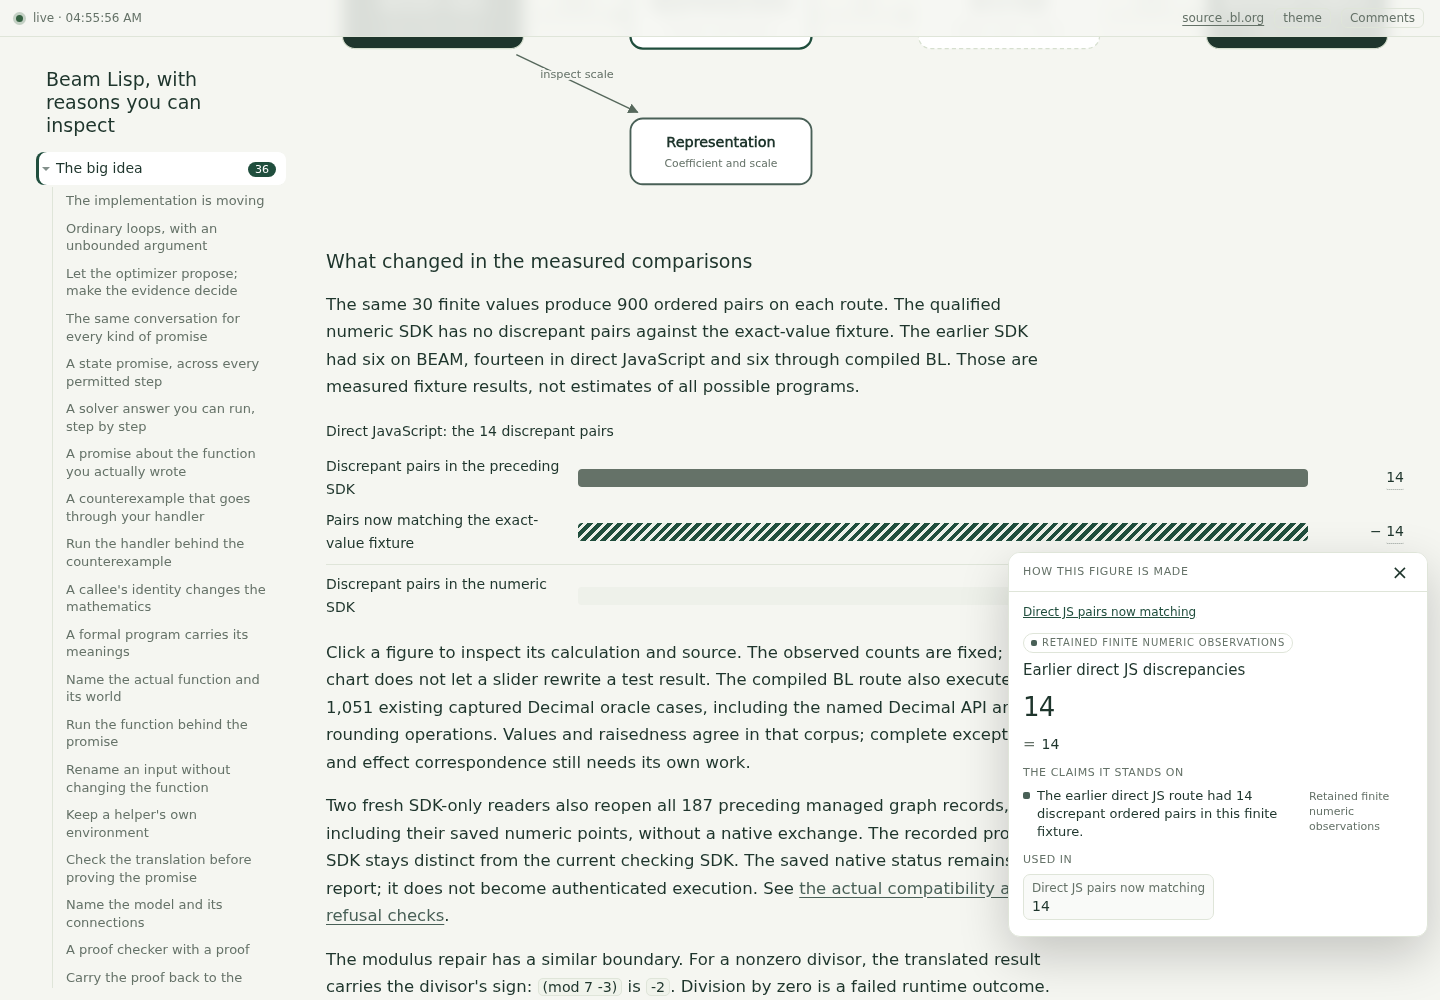 live · 04:55:56 AM
source .bl.org
theme
Comments
Beam Lisp, with
reasons you can
inspect
The big idea
36
The implementation is moving
Ordinary loops, with an
unbounded argument
Let the optimizer propose;
make the evidence decide
The same conversation for
every kind of promise
A state promise, across every
permitted step
A solver answer you can run,
step by step
A promise about the function
you actually wrote
A counterexample that goes
through your handler
Run the handler behind the
counterexample
A callee's identity changes the
mathematics
A formal program carries its
meanings
Name the actual function and
its world
Run the function behind the
promise
Rename an input without
changing the function
Keep a helper's own
environment
Check the translation before
proving the promise
Name the model and its
connections
A proof checker with a proof
Carry the proof back to the
inspect scale
Representation
Coefficient and scale
What changed in the measured comparisons
The same 30 finite values produce 900 ordered pairs on each route. The qualified
numeric SDK has no discrepant pairs against the exact-value fixture. The earlier SDK
had six on BEAM, fourteen in direct JavaScript and six through compiled BL. Those are
measured fixture results, not estimates of all possible programs.
Direct JavaScript: the 14 discrepant pairs
Discrepant pairs in the preceding
SDK
14
Pairs now matching the exact-
value fixture
− 14
Discrepant pairs in the numeric
SDK
Click a figure to inspect its calculation and source. The observed counts are fixed;
chart does not let a slider rewrite a test result. The compiled BL route also execute
1,051 existing captured Decimal oracle cases, including the named Decimal API ar
rounding operations. Values and raisedness agree in that corpus; complete except
and effect correspondence still needs its own work.
Two fresh SDK-only readers also reopen all 187 preceding managed graph records,
including their saved numeric points, without a native exchange. The recorded pro
SDK stays distinct from the current checking SDK. The saved native status remains
report; it does not become authenticated execution. See the actual compatibility a
refusal checks.
The modulus repair has a similar boundary. For a nonzero divisor, the translated result
carries the divisor's sign: (mod 7 -3) is -2. Division by zero is a failed runtime outcome.
HOW THIS FIGURE IS MADE
×
Direct JS pairs now matching
RETAINED FINITE NUMERIC OBSERVATIONS
Earlier direct JS discrepancies
14
= 14
THE CLAIMS IT STANDS ON
The earlier direct JS route had 14
discrepant ordered pairs in this finite
fixture.
Retained finite
numeric
observations
USED IN
Direct JS pairs now matching
14